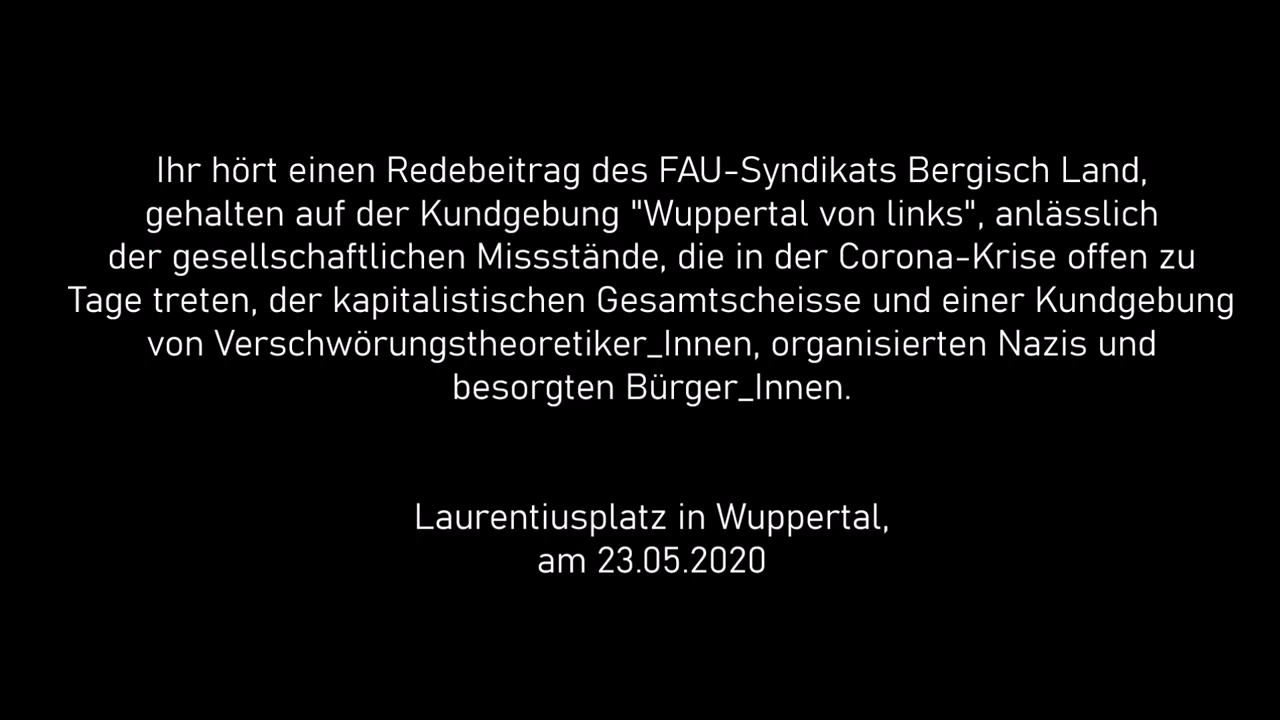 Ihr hört einen Redebeitrag des FAU-Syndikats Bergisch Land,
gehalten auf der Kundgebung "Wuppertal von links", anlässlich
der gesellschaftlichen Missstände, die in der Corona-Krise offen zu
Tage treten, der kapitalistischen Gesamtscheisse und einer Kundgebung
von Verschwörungstheoretiker_Innen, organisierten Nazis und
besorgten Bürger_Innen.
Laurentiusplatz in Wuppertal,
am 23.05.2020